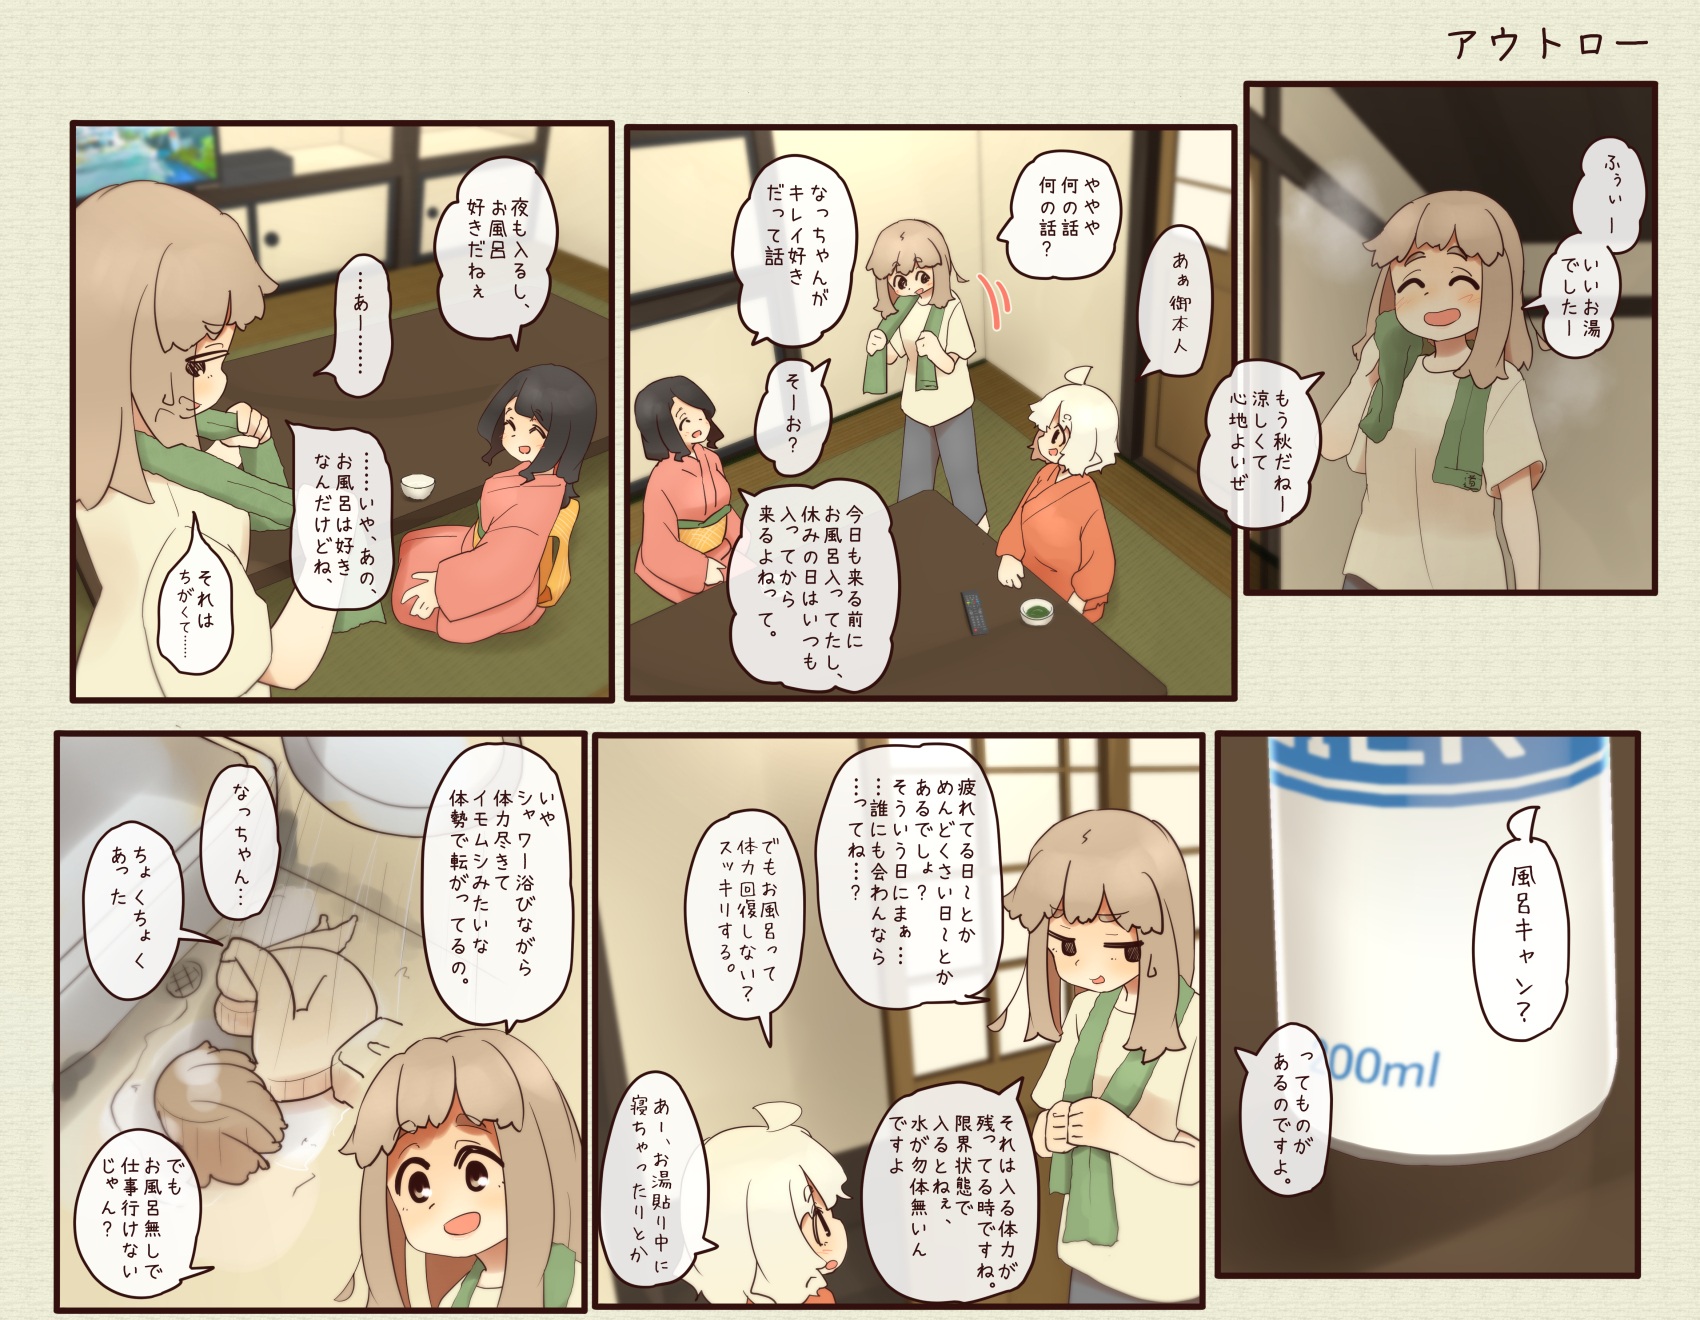 アウトロー
ふぅぃー
いいお湯
でしたー
もう秋だねー
涼しくて
心地よいぜ
道
あぁ御本人
ややや
何の話
何の話？
なっちゃんが
キレイ好き
だって話
そーお？
今日も来る前に
お風呂入ってたし、
休みの日はいつも
入ってから
来るよねって。
夜も入るし、
お風呂
好きだねぇ
…あー……
……いや、あの、
お風呂は好き
なんだけどね、
それは
ちがくて……
風呂キャン？
ってものが
あるのですよ。
00ml
疲れてる日～とか
めんどくさい日～とか
あるでしょ？
そういう日にまぁ…
…誰にも会わんなら
…ってね…？
でもお風呂って
体力回復しない？
スッキリする。
それは入る体力が
残ってる時ですね。
限界状態で
入るとねぇ、
水が勿体無いん
ですよ
あー、お湯貼り中に
寝ちゃったりとか
いや
シャワー浴びながら
体力尽きて
イモムシみたいな
体勢で転がってるの。
なっちゃん…
ちょくちょく
あった
でも
お風呂無しで
仕事行けない
じゃん？